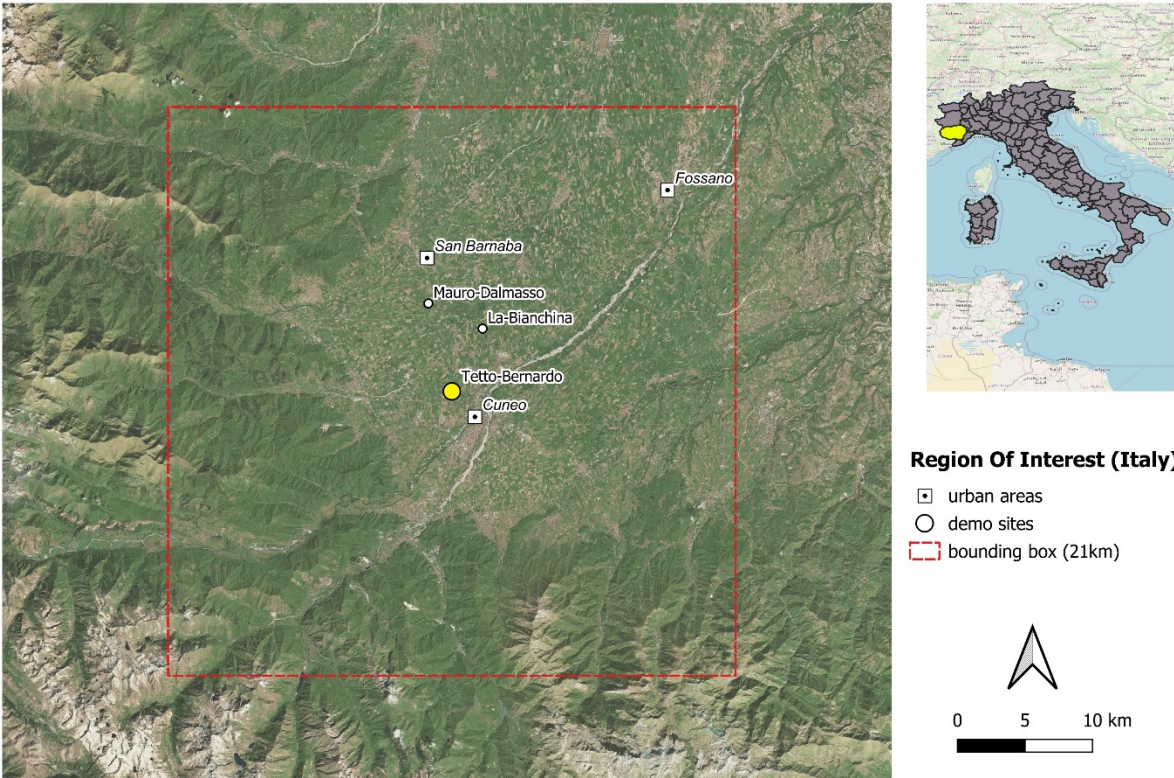 Fossano
San Barnaba
Mauro-Dalmasso
La-Bianchina
Tetto-Bernardo
Cuneo
Region Of Interest (Italy)
urban areas
demo sites
bounding box (21km)
0 5 10 km